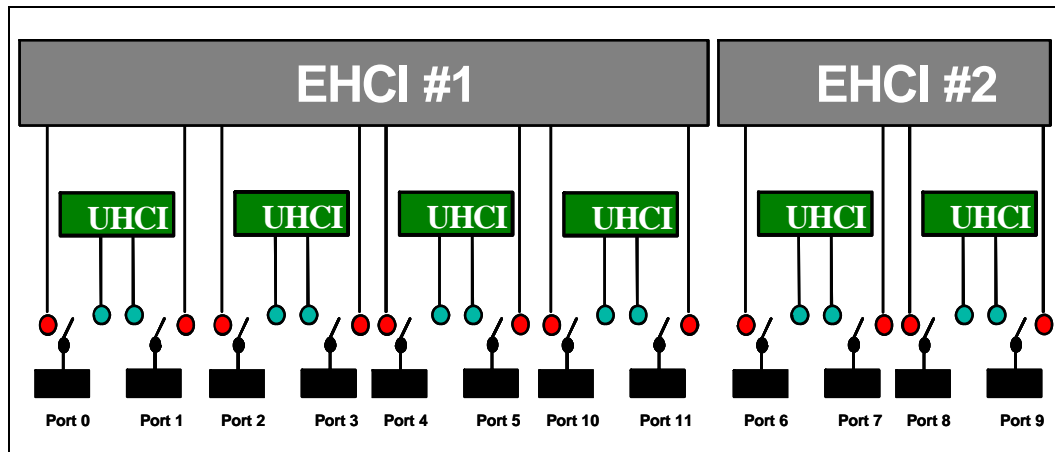 EHCI #1
EHCI #2
UHCI
UHCI
UHCI
UHCI
UHCI
UHCI
Port 0
Port 1
Port 2
Port 3
Port 4
Port 5
Port 10
Port 11
Port 6
Port 7
Port 8
Port 9